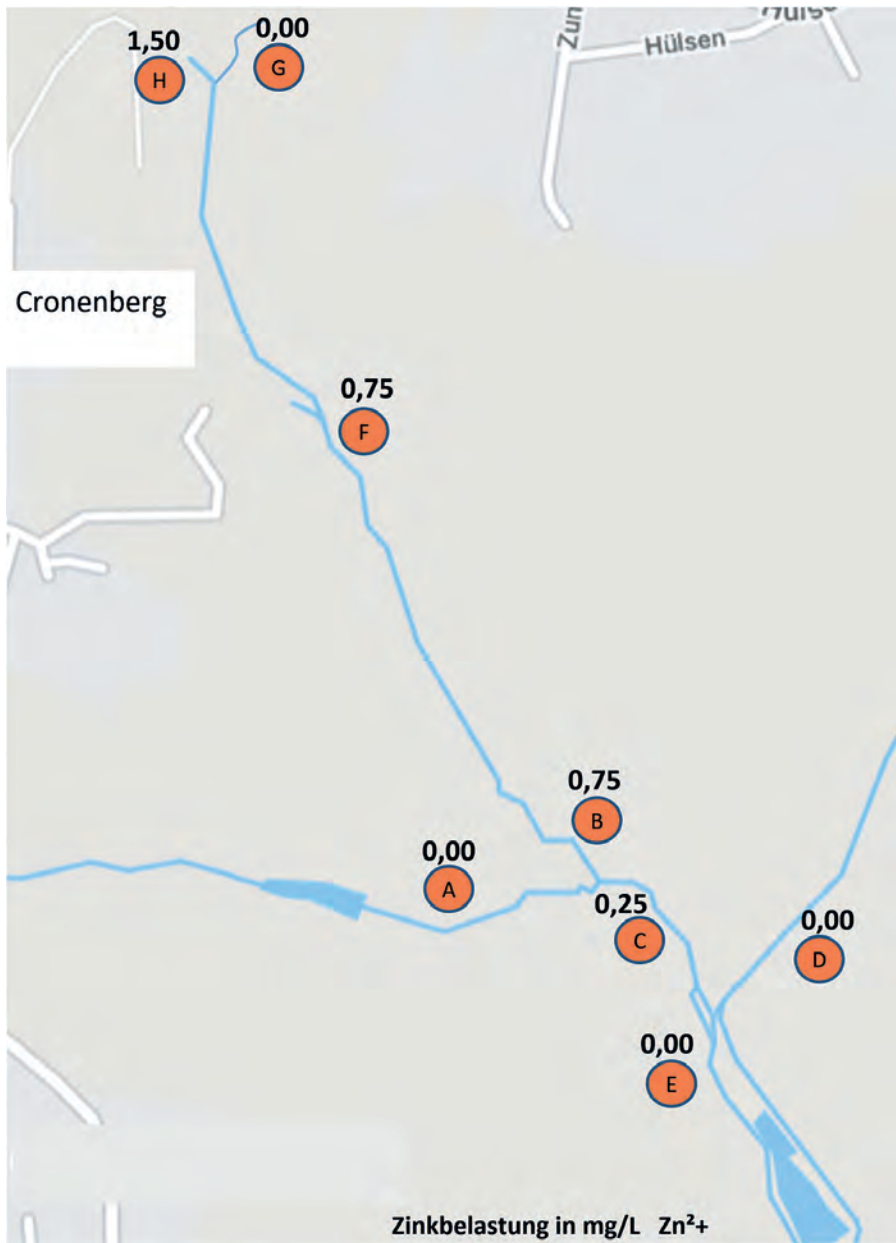 1,50
0,00
H
G
Zun
Hülsen
Hülse
Cronenberg
0,75
F
0,75
B
0,00
A
0,25
C
0,00
D
0,00
E
Zinkbelastung in mg/L Zn²+